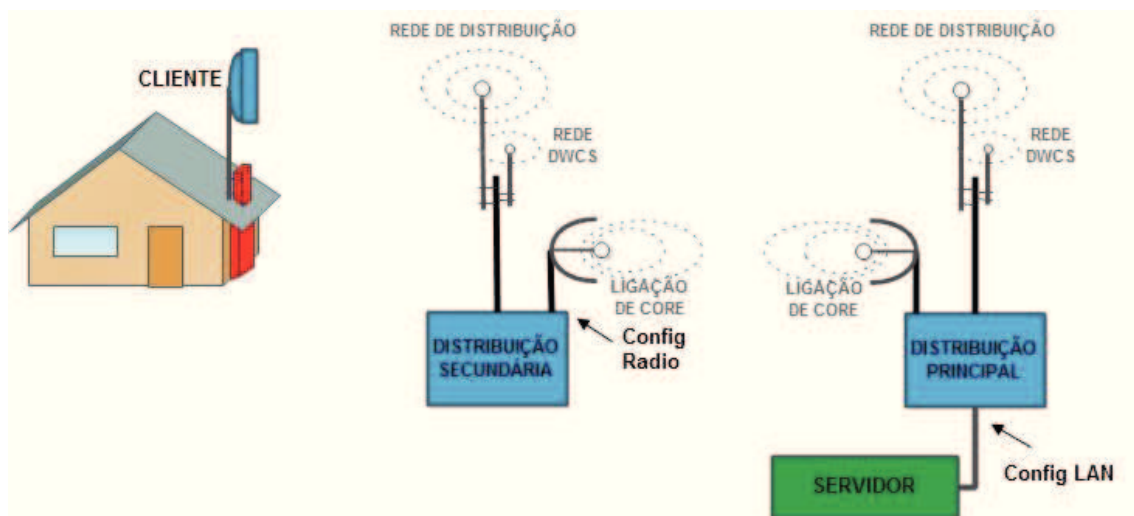 REDE DE DISTRIBUIÇÃO
REDE DE DISTRIBUIÇÃO
CLIENTE
REDE
DWCS
REDE
DWCS
LIGAÇÃO
DE CORE
LIGAÇÃO
DE CORE
DISTRIBUIÇÃO
SECUNDÁRIA
Config
Radio
DISTRIBUIÇÃO
PRINCIPAL
SERVIDOR
Config LAN